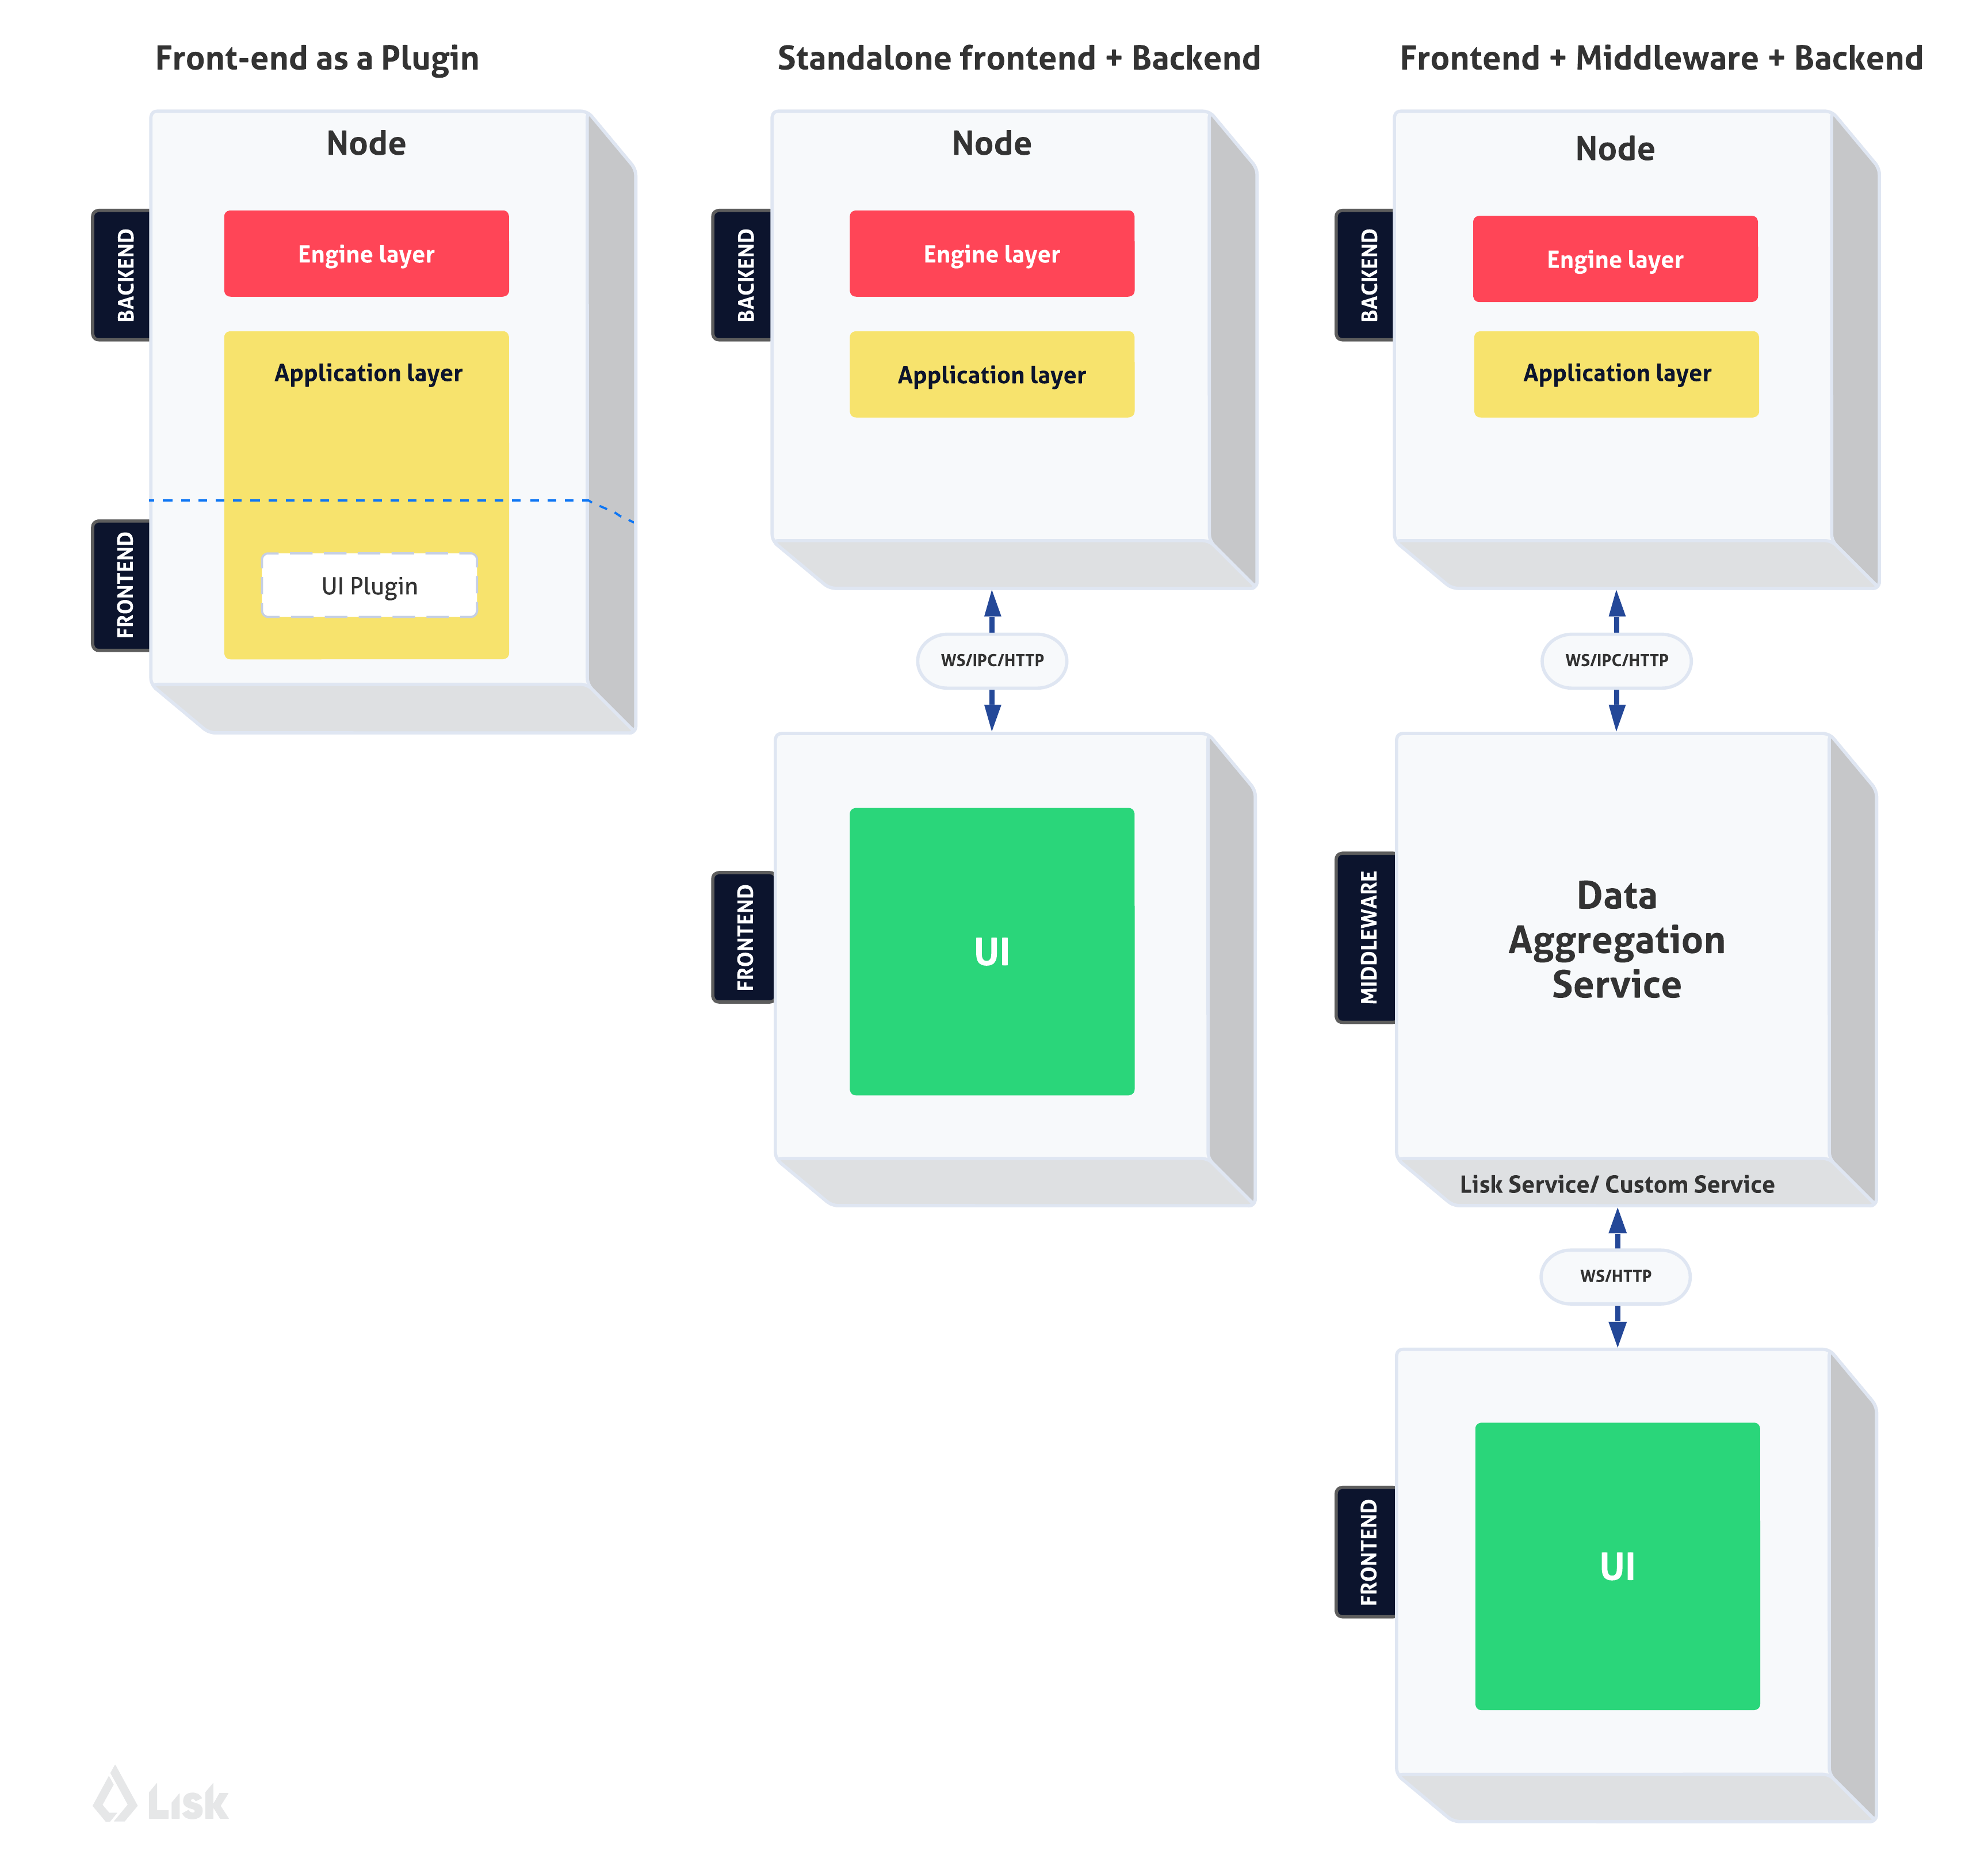 Front-end as a Plugin
Node
BACKEND
Engine layer
Application layer
FRONTEND
UI Plugin
Standalone frontend + Backend
Node
BACKEND
Engine layer
Application layer
WS/IPC/HTTP
FRONTEND
UI
Frontend + Middleware + Backend
Node
BACKEND
Engine layer
Application layer
WS/IPC/HTTP
MIDDLEWARE
Data
Aggregation
Service
Lisk Service/ Custom Service
WS/HTTP
FRONTEND
UI
Lisk